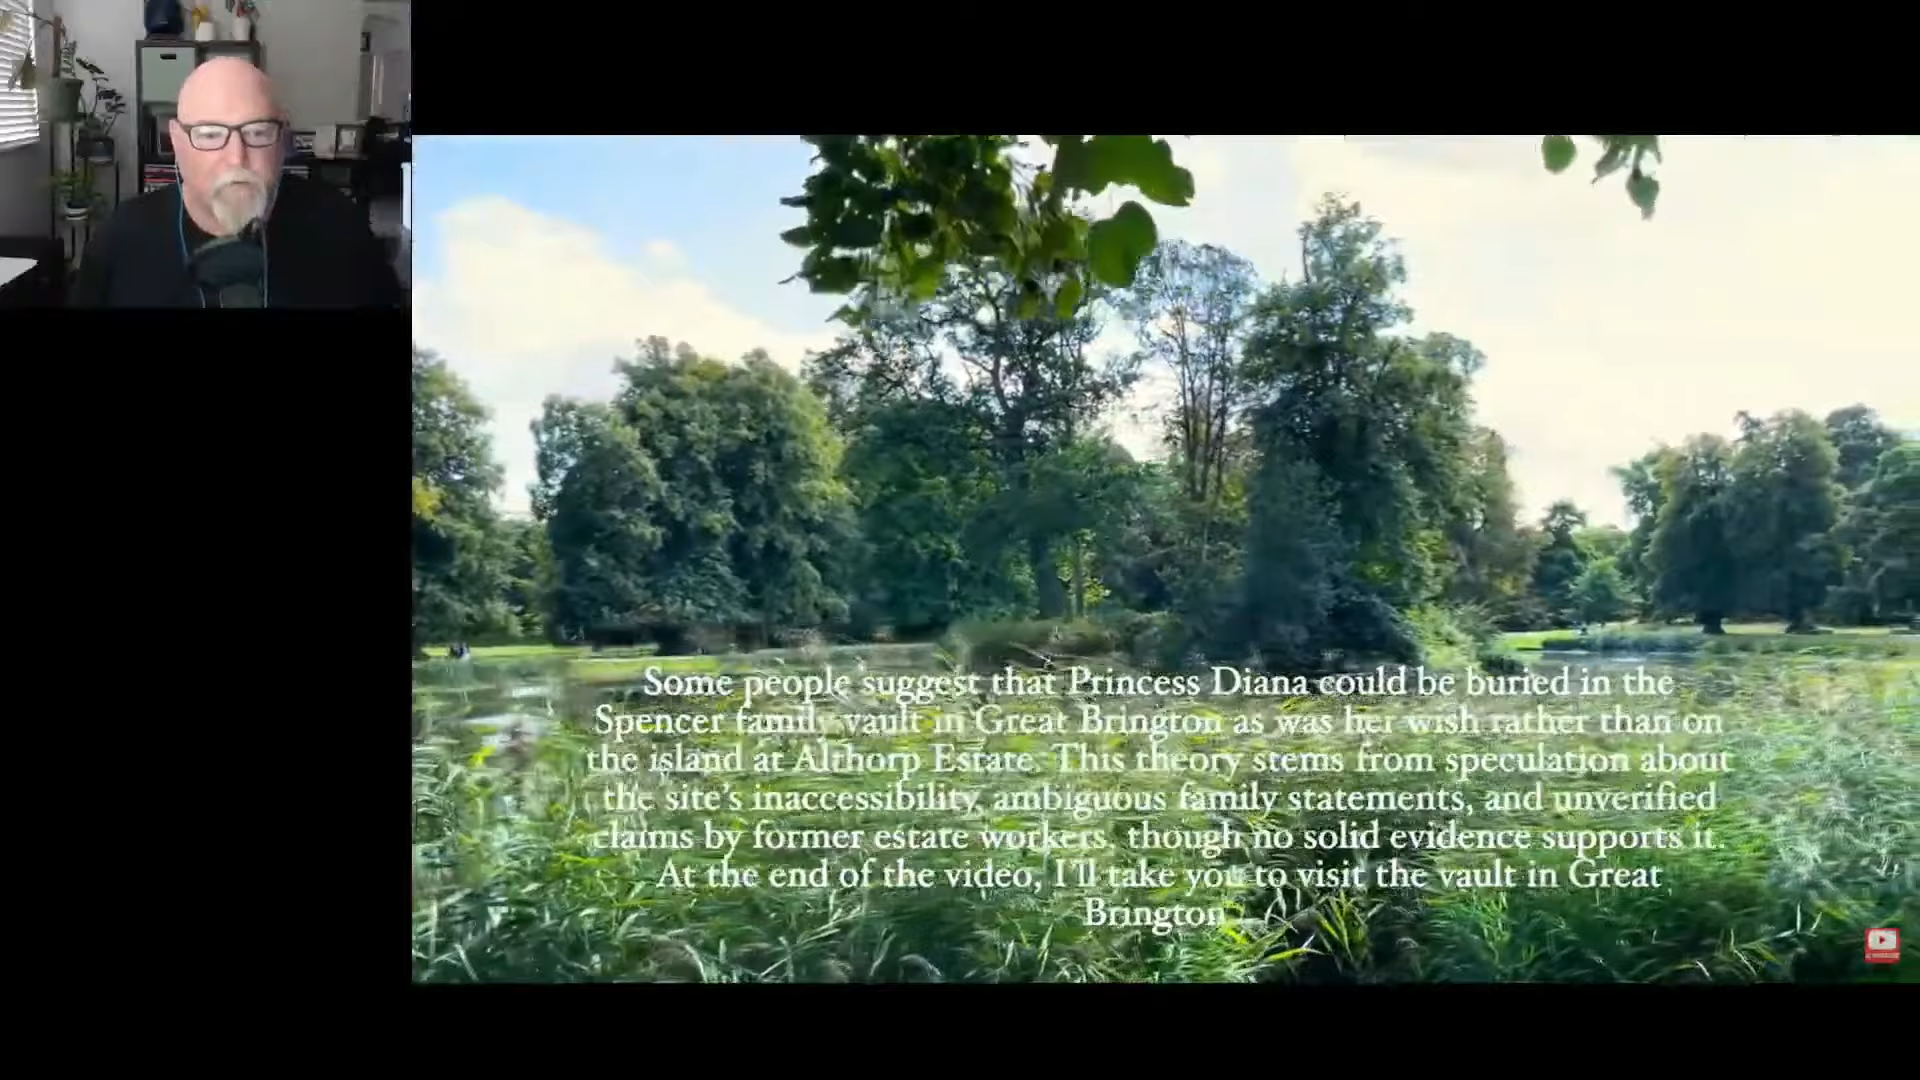 Some people suggest that Princess Diana could be buried in the
Spencer family vault in Great Brington as was her wish rather than on
the island at Althorp Estate. This theory stems from speculation about
the site's inaccessibility, ambiguous family statements, and unverified
claims by former estate workers, though no solid evidence supports it.
At the end of the video, I'll take you to visit the vault in Great
Brington